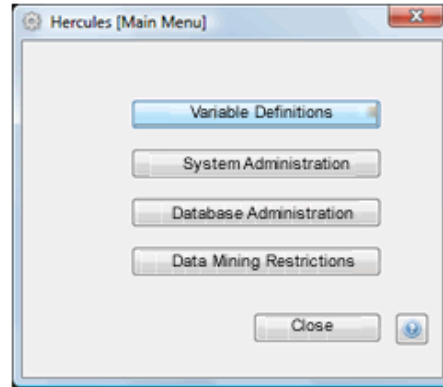 Hercules [Main Menu]
Variable Definitions
System Administration
Database Administration
Data Mining Restrictions
Close